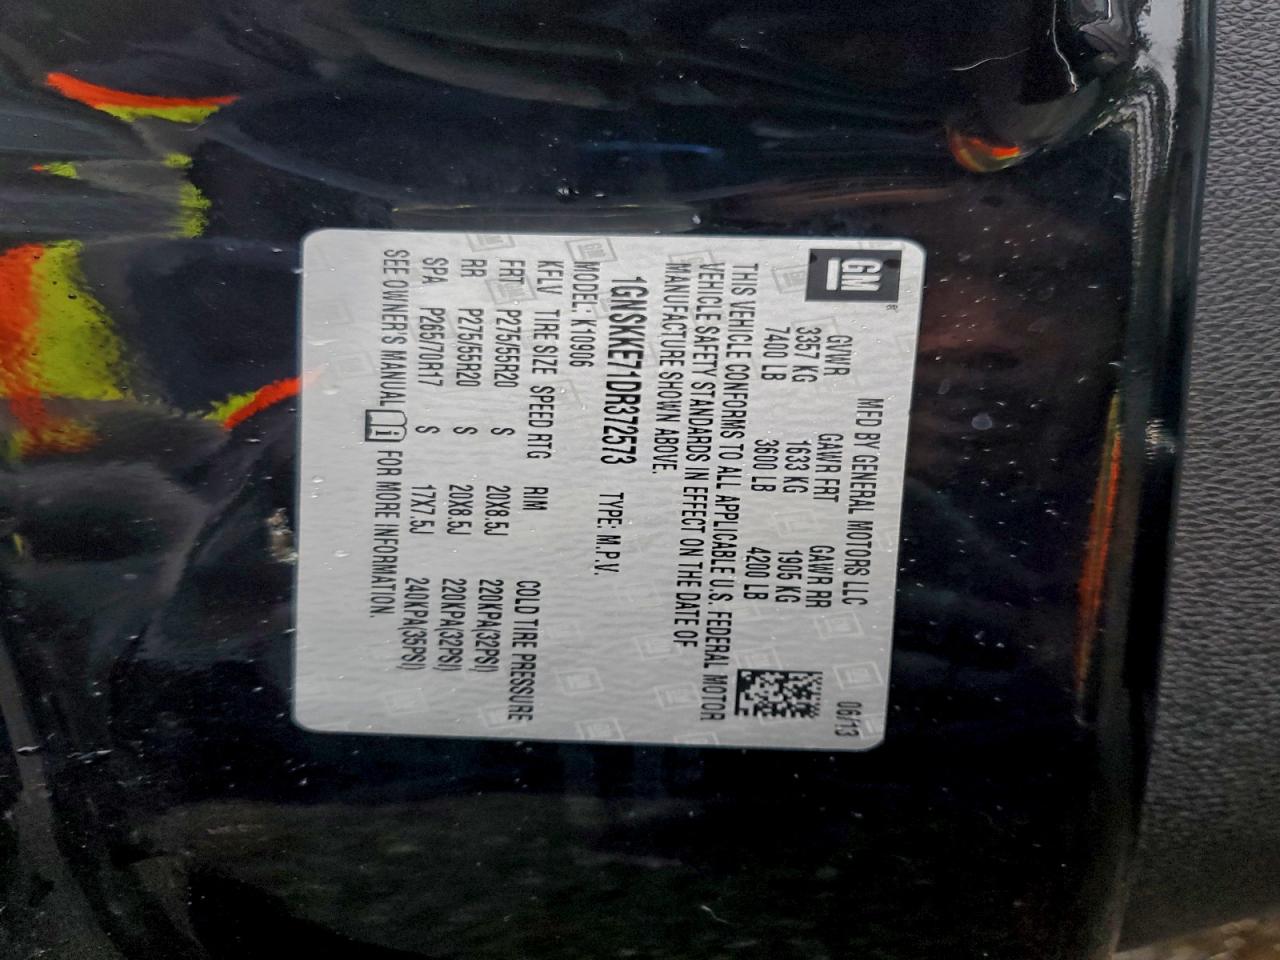 GM ®
MFD BY GENERAL MOTORS LLC 06/13
GVWR GAWR FRT GAWR RR
3357 KG 1633 KG 1905 KG
7400 LB 3600 LB 4200 LB
THIS VEHICLE CONFORMS TO ALL APPLICABLE U.S. FEDERAL MOTOR
VEHICLE SAFETY STANDARDS IN EFFECT ON THE DATE OF
MANUFACTURE SHOWN ABOVE.
1GNSKKE71DR372573 TYPE: M.P.V.
MODEL: K10906
KFLV TIRE SIZE SPEED RTG RIM COLD TIRE PRESSURE
FRT P275/55R20 S 20X8.5J 220KPA(32PSI)
RR P275/55R20 S 20X8.5J 220KPA(32PSI)
SPA P265/70R17 S 17X7.5J 240KPA(35PSI)
SEE OWNER'S MANUAL FOR MORE INFORMATION.